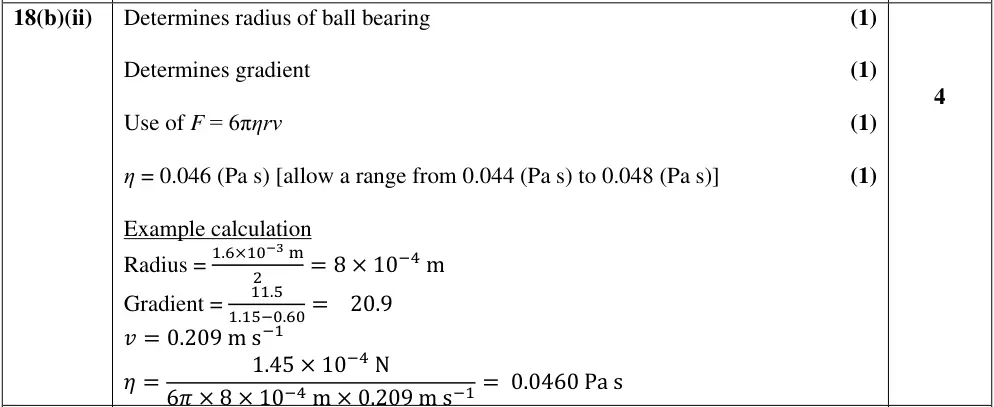 18(b)(ii) Determines radius of ball bearing (1)
Determines gradient (1)
4
Use of F = 6πηrv (1)
η = 0.046 (Pa s) [allow a range from 0.044 (Pa s) to 0.048 (Pa s)] (1)
Example calculation
Radius = 1.6×10⁻³ m / 2 = 8 × 10⁻⁴ m
Gradient = 11.5 / 1.15−0.60 = 20.9
v = 0.209 m s⁻¹
η = 1.45 × 10⁻⁴ N / 6π × 8 × 10⁻⁴ m × 0.209 m s⁻¹ = 0.0460 Pa s